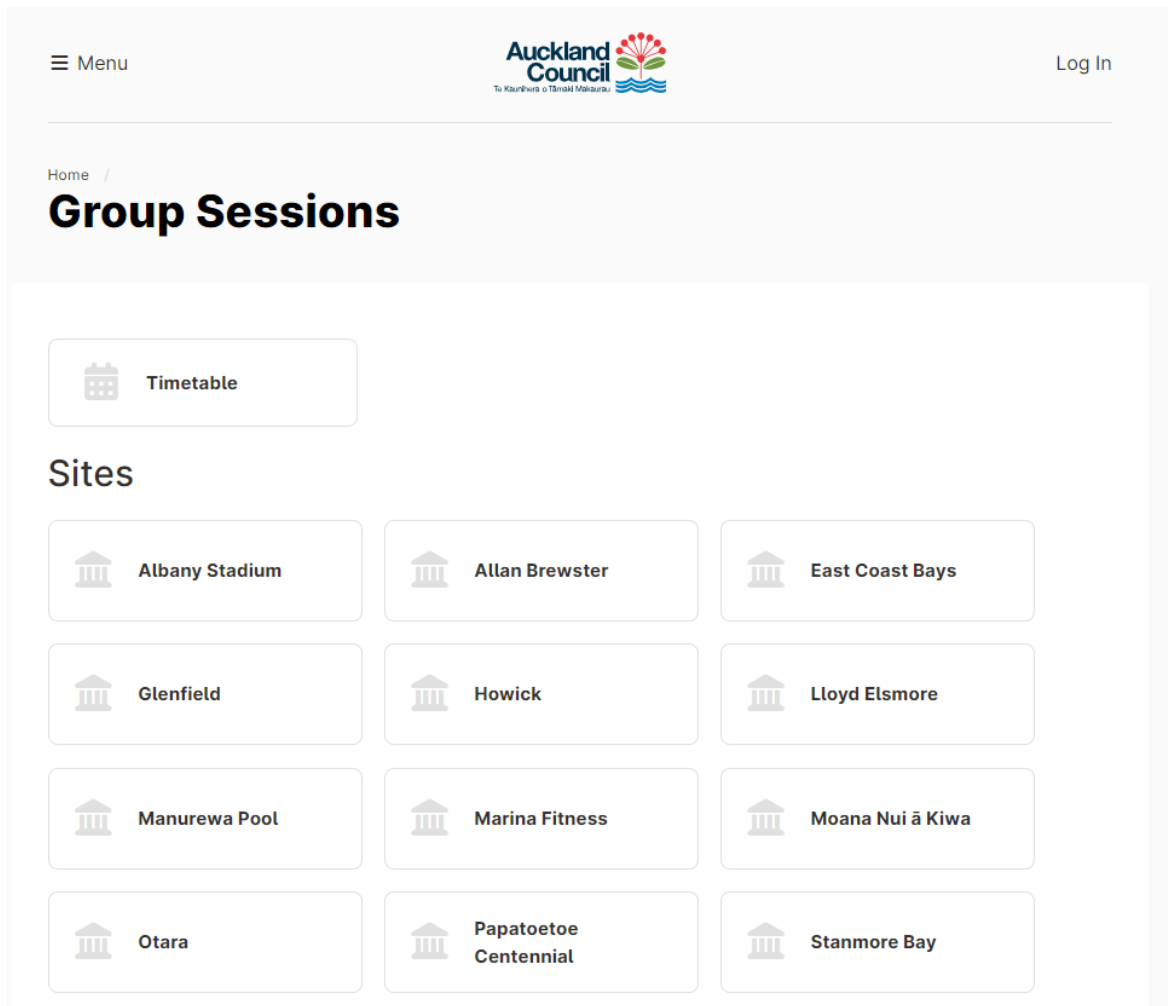 Menu
Auckland
Council
Te Kaunihera o Tāmaki Makaurau
Log In
Home /
Group Sessions
Timetable
Sites
Albany Stadium
Allan Brewster
East Coast Bays
Glenfield
Howick
Lloyd Elsmore
Manurewa Pool
Marina Fitness
Moana Nui ā Kiwa
Otara
Papatoetoe
Centennial
Stanmore Bay